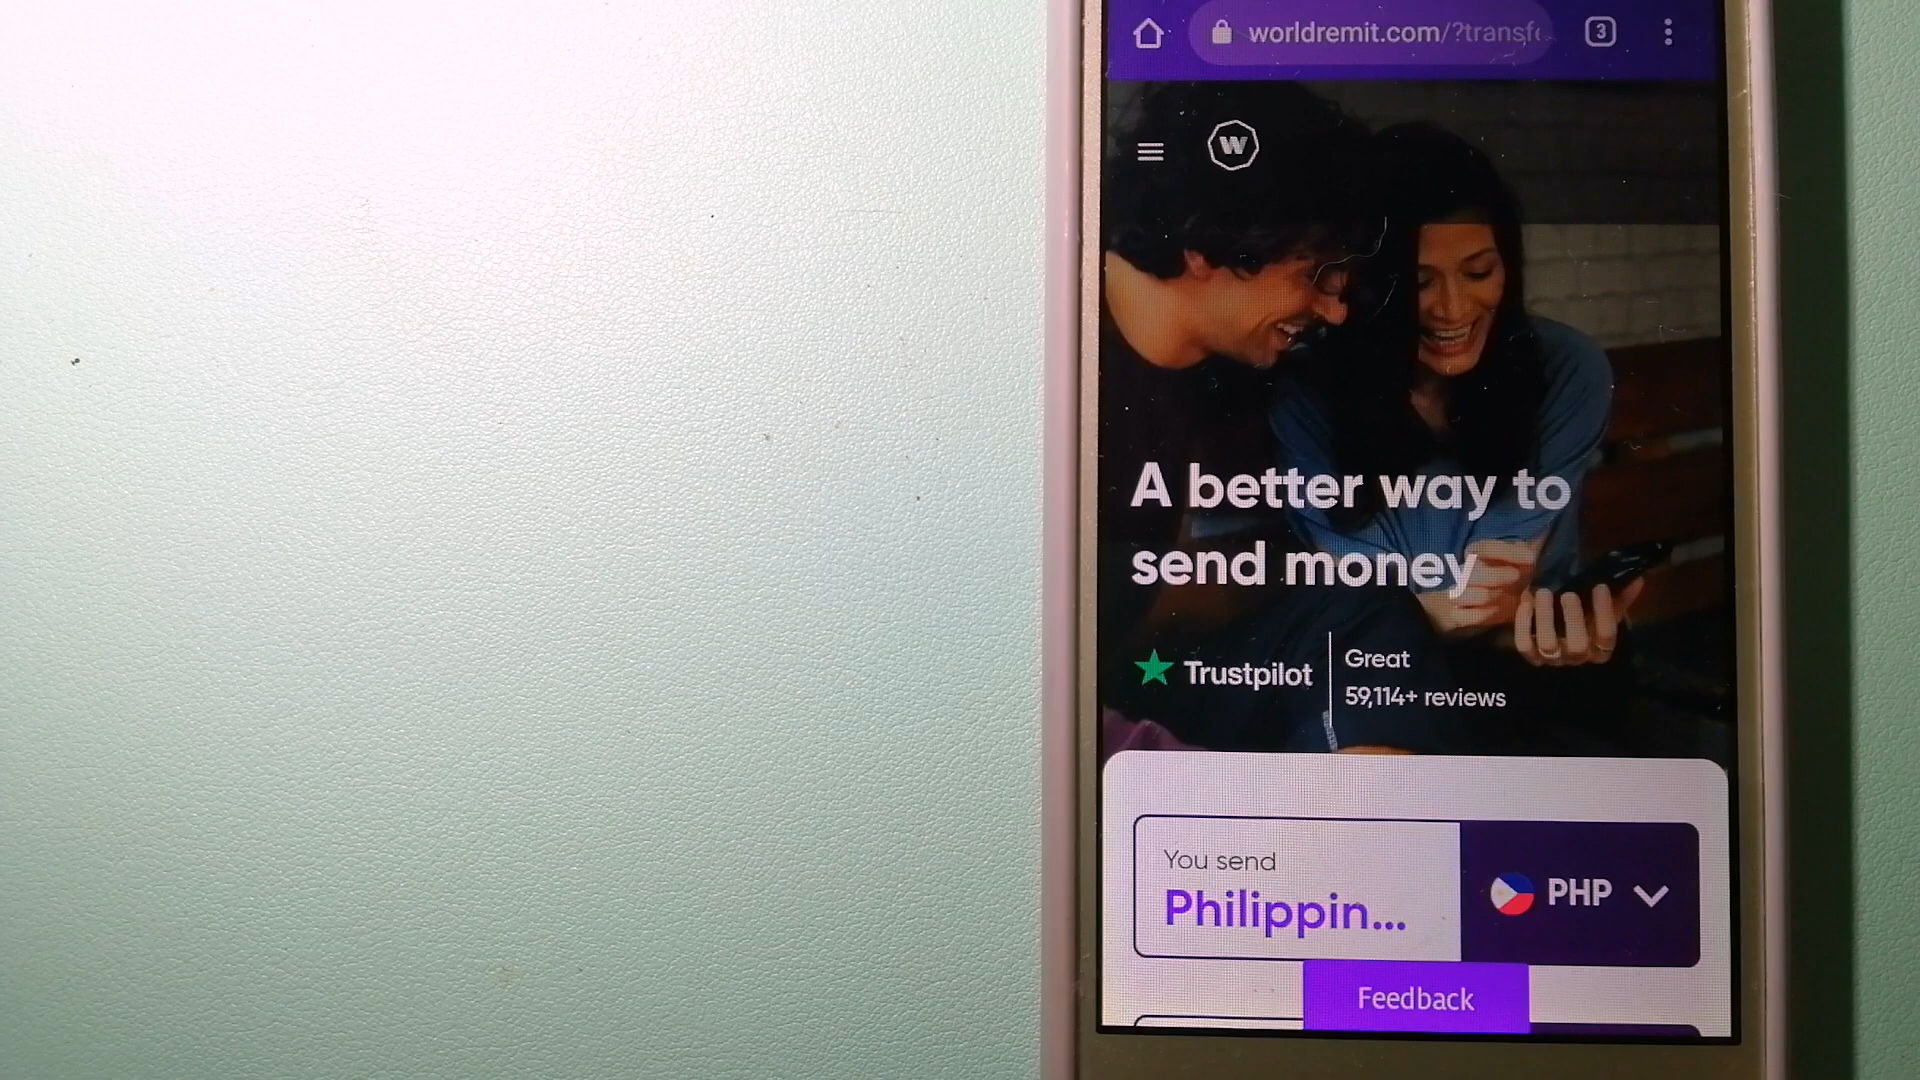 worldremit.com/?transf
3
W
A better way to
send money
Trustpilot
Great
59,114+ reviews
You send
Philippin...
PHP
Feedback